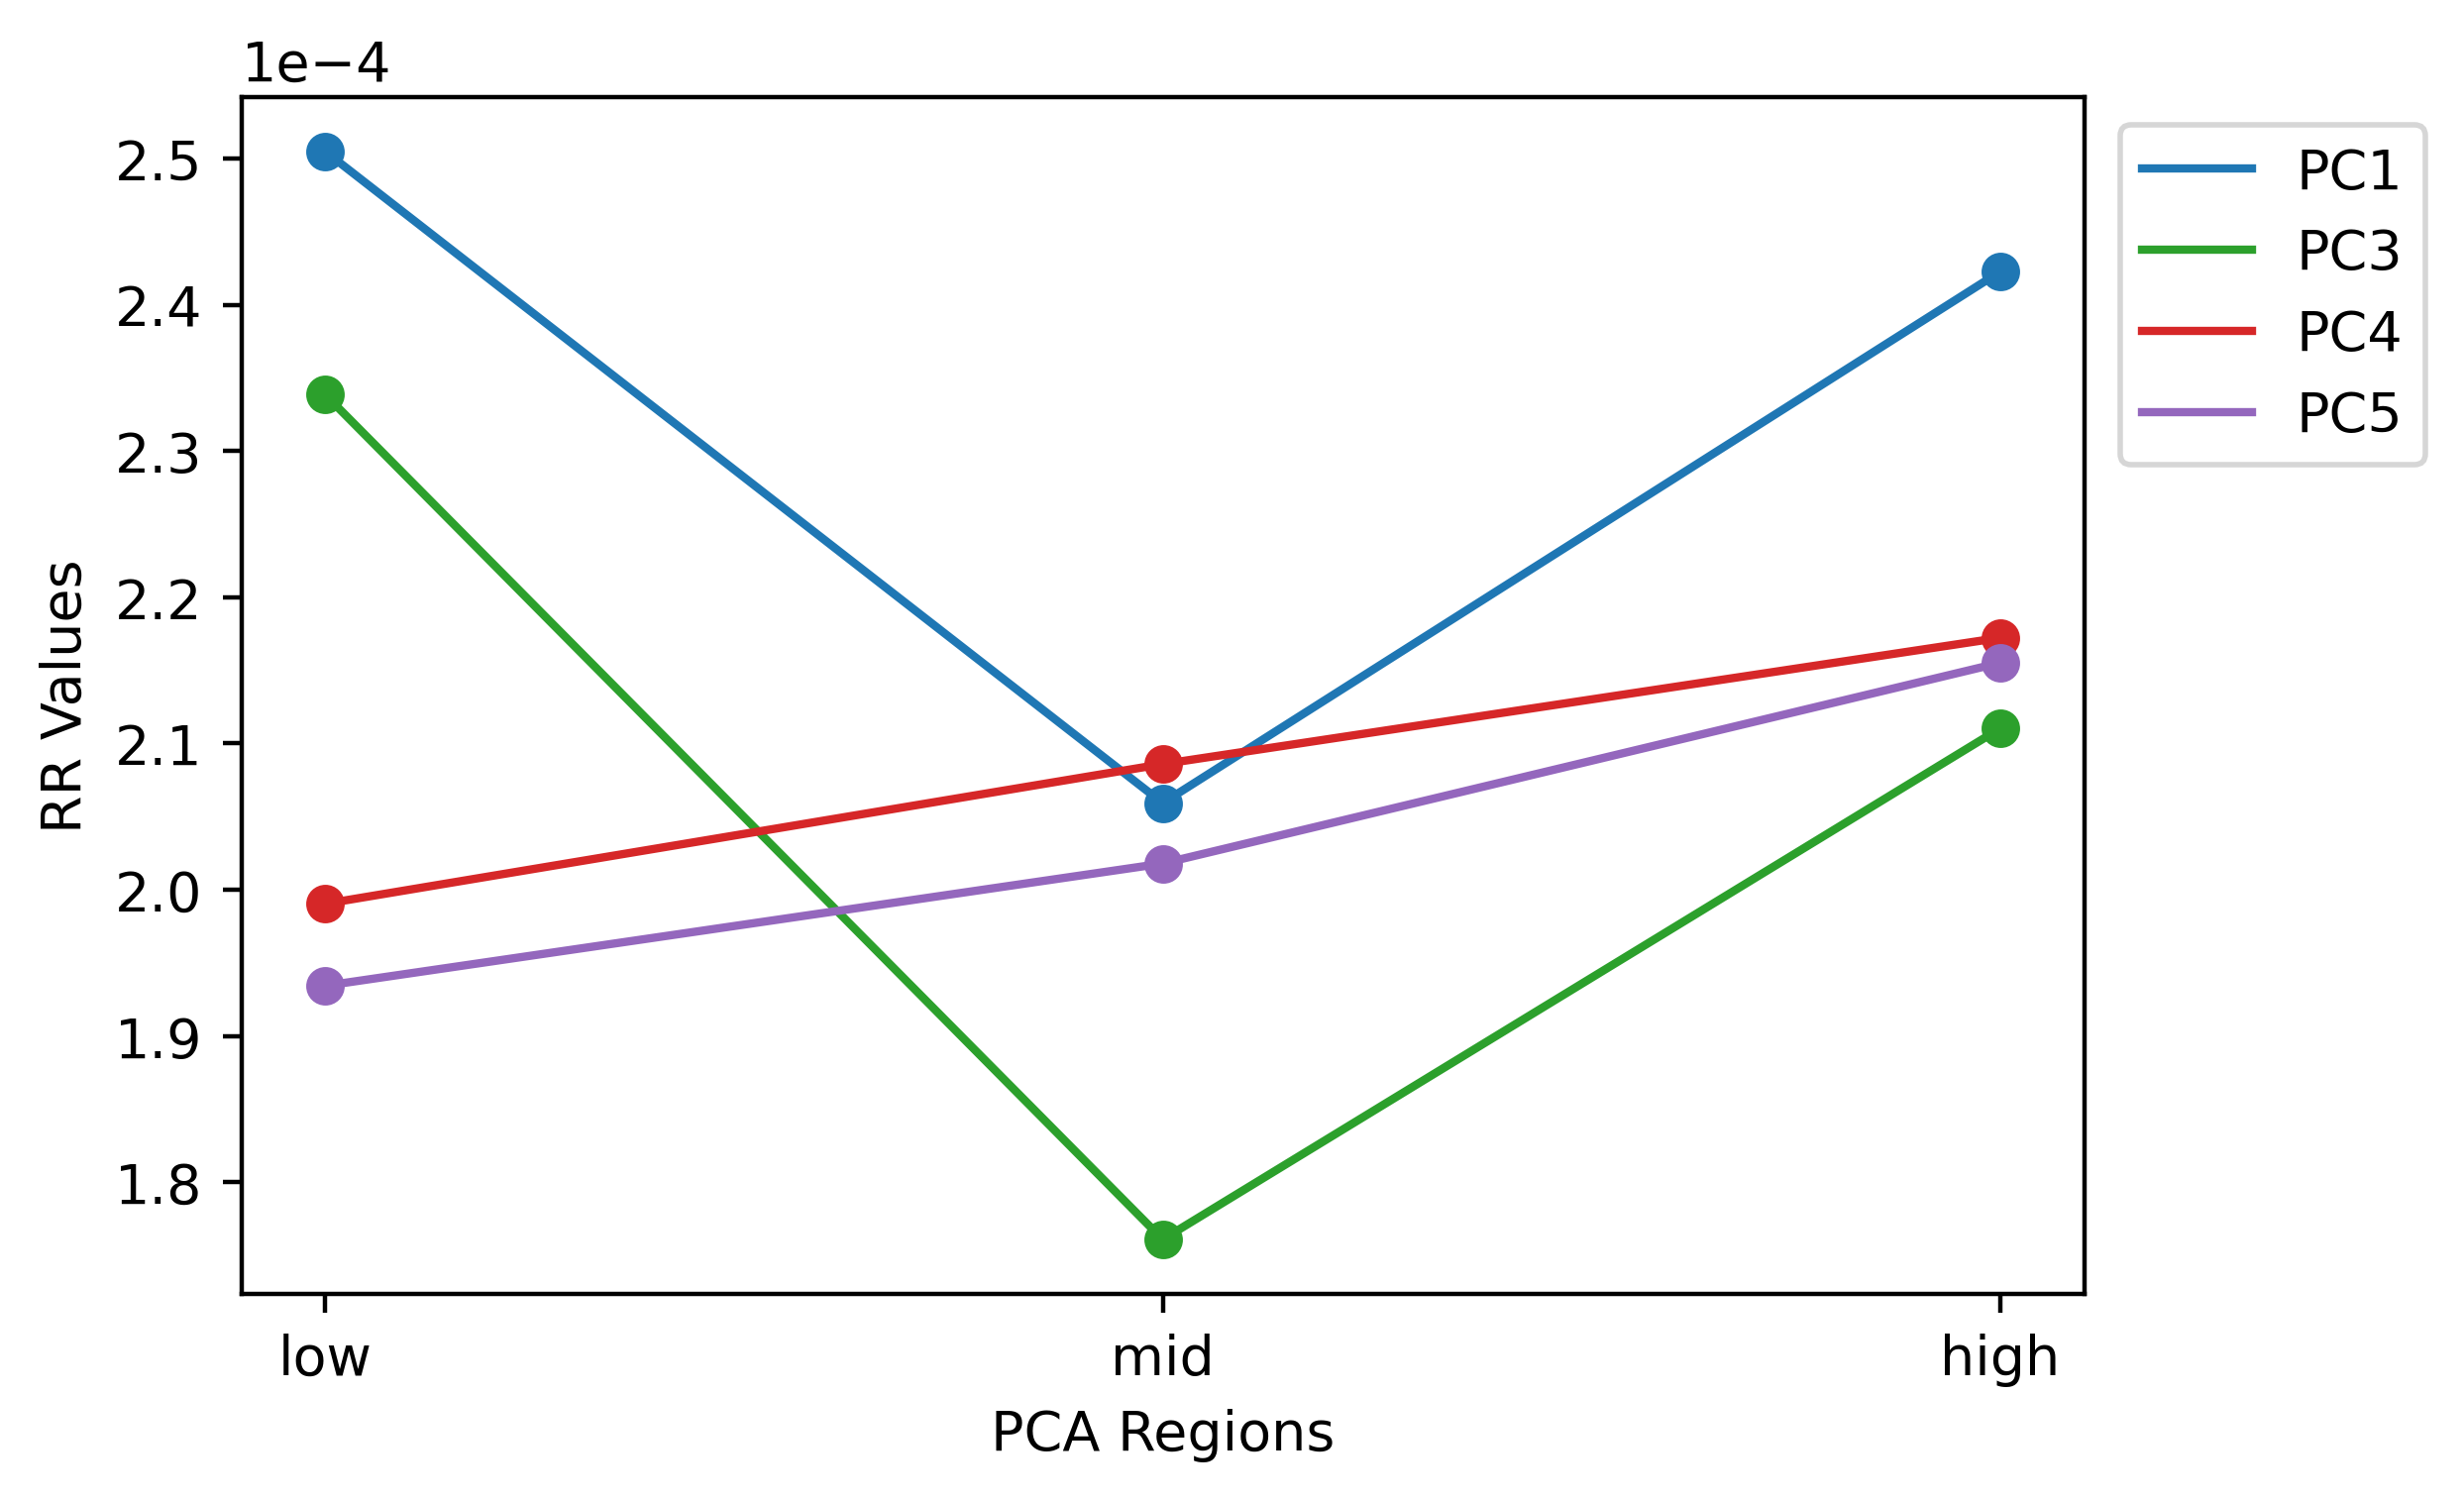 1e−4
2.5
2.4
2.3
2.2
2.1
2.0
1.9
1.8
RR Values
low mid high
PCA Regions
PC1
PC3
PC4
PC5